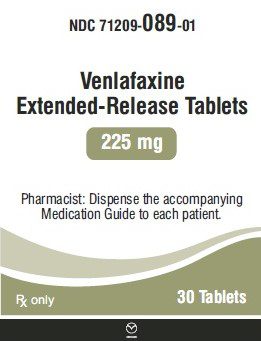 NDC 71209-089-01
Venlafaxine
Extended-Release Tablets
225 mg
Pharmacist: Dispense the accompanying
Medication Guide to each patient.
Rx only
30 Tablets